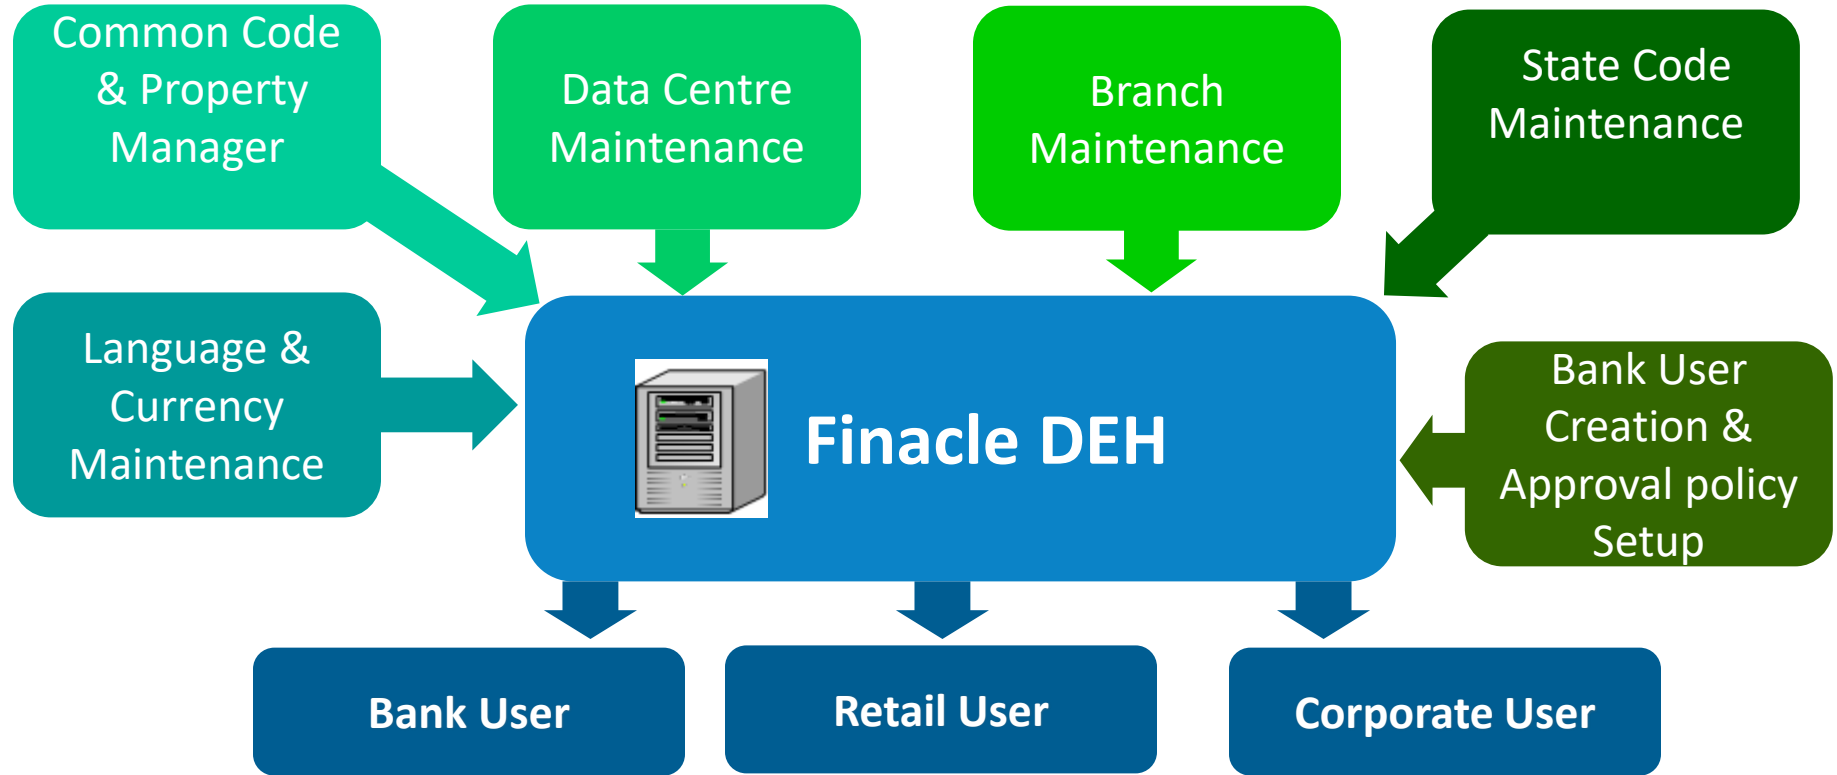 Common Code
& Property
Manager
Data Centre
Maintenance
Branch
Maintenance
State Code
Maintenance
Language &
Currency
Maintenance
Finacle DEH
Bank User
Creation &
Approval policy
Setup
Bank User
Retail User
Corporate User